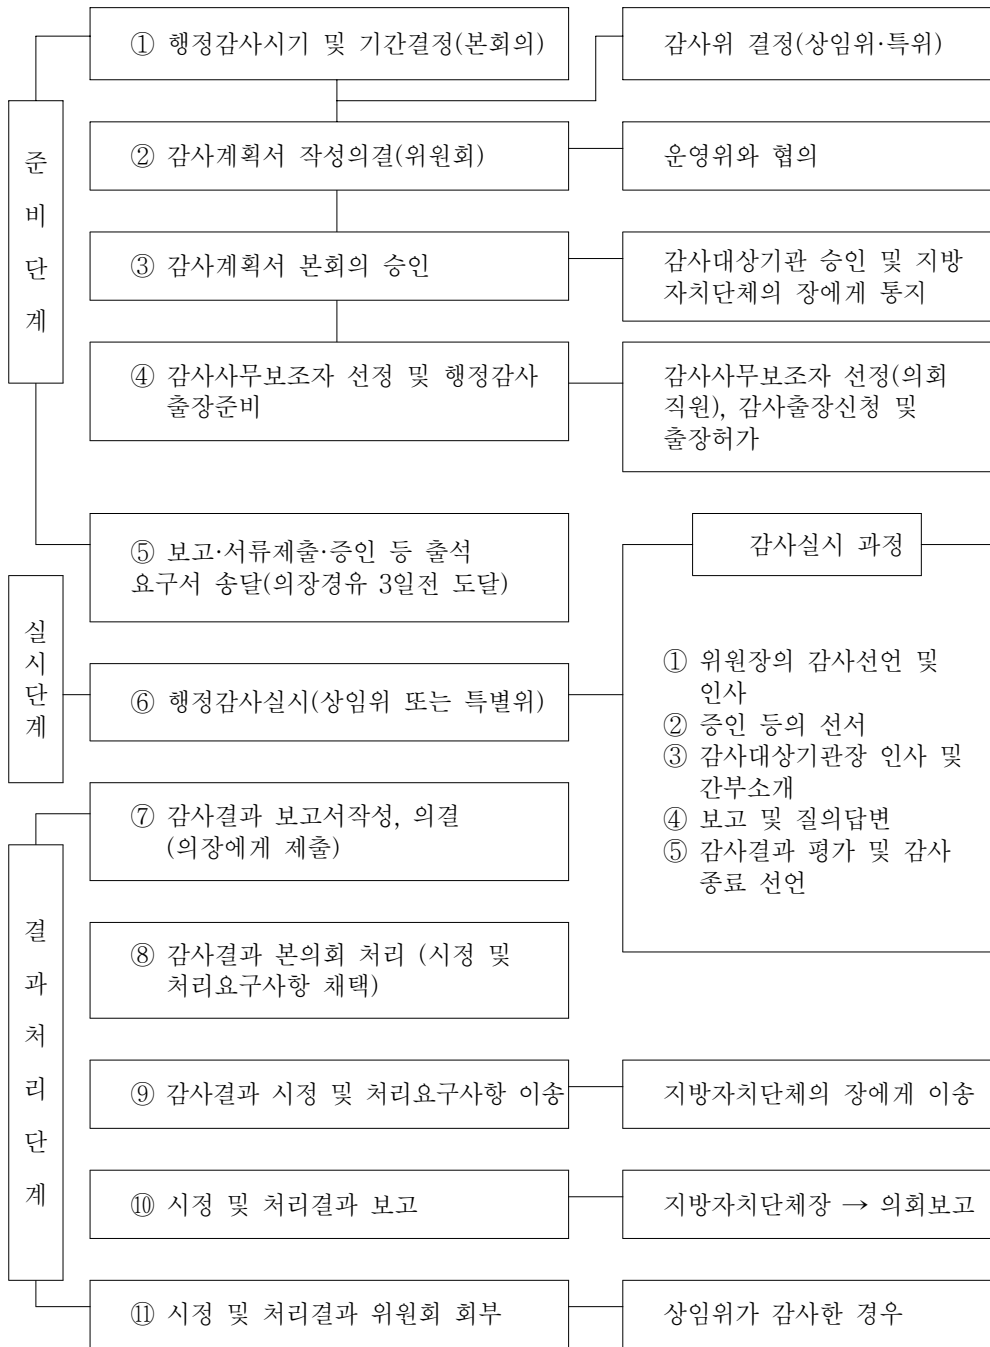 ① 행정감사시기 및 기간결정(본회의)
감사위 결정(상임위·특위)
준비단계
② 감사계획서 작성의결(위원회)
운영위와 협의
③ 감사계획서 본회의 승인
감사대상기관 승인 및 지방
자치단체의 장에게 통지
④ 감사사무보조자 선정 및 행정감사
출장준비
감사사무보조자 선정(의회
직원), 감사출장신청 및
출장허가
⑤ 보고·서류제출·증인 등 출석
요구서 송달(의장경유 3일전 도달)
감사실시 과정
실시단계
⑥ 행정감사실시(상임위 또는 특별위)
① 위원장의 감사선언 및
인사
② 증인 등의 선서
③ 감사대상기관장 인사 및
간부소개
④ 보고 및 질의답변
⑤ 감사결과 평가 및 감사
종료 선언
결과처리단계
⑦ 감사결과 보고서작성, 의결
(의장에게 제출)
⑧ 감사결과 본의회 처리 (시정 및
처리요구사항 채택)
⑨ 감사결과 시정 및 처리요구사항 이송
지방자치단체의 장에게 이송
⑩ 시정 및 처리결과 보고
지방자치단체장 → 의회보고
⑪ 시정 및 처리결과 위원회 회부
상임위가 감사한 경우